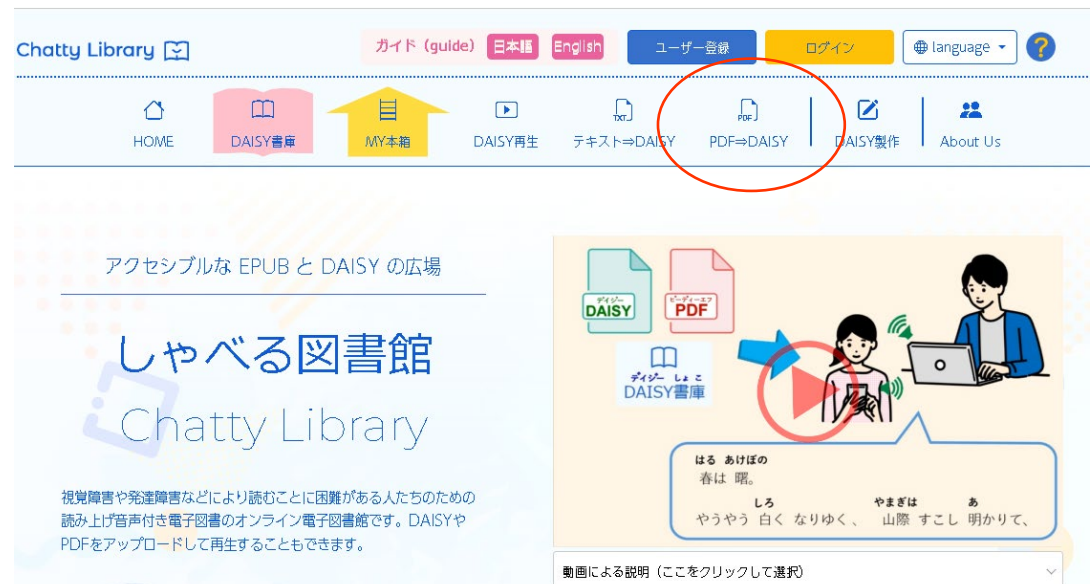 Chatty Library
ガイド（guide） 日本語 English
ユーザー登録
ログイン
language
?
HOME
DAISY書庫
MY本箱
DAISY再生
TXT
テキスト⇒DAISY
PDF
PDF⇒DAISY
DAISY製作
About Us
アクセシブルな EPUB と DAISY の広場
しゃべる図書館
Chatty Library
視覚障害や発達障害などにより読むことに困難がある人たちのための
読み上げ音声付き電子図書のオンライン電子図書館です。DAISYや
PDFをアップロードして再生することもできます。
デイジー
DAISY
ピーディーエフ
PDF
デイジー しょこ
DAISY書庫
はる あけぼの
春は 曙。
しろ やまぎは あ
やうやう 白く なりゆく、 山際 すこし 明かりて、
動画による説明（ここをクリックして選択）